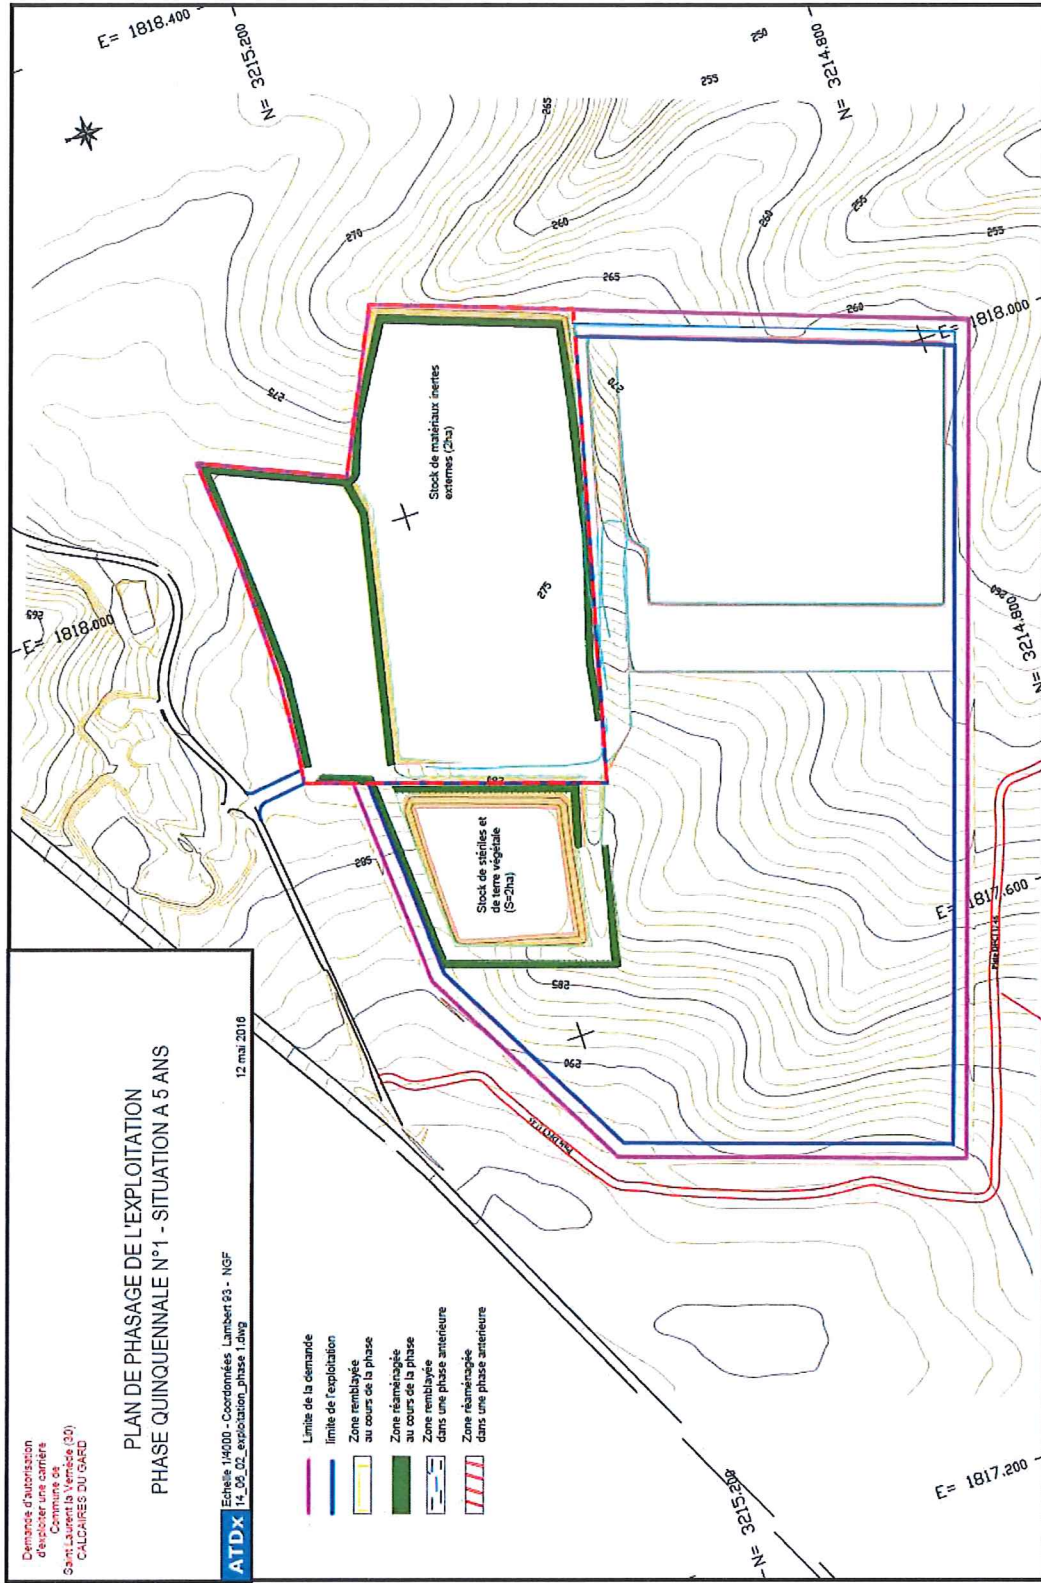 Demande d'autorisation
d'exploiter une carrière
Commune de
Saint Laurent la Vernède (30)
CALCAIRES DU GARD
PLAN DE PHASAGE DE L'EXPLOITATION
PHASE QUINQUENNALE N°1 - SITUATION A 5 ANS
ATDx
Echelle 1/4000 - Coordonnées Lambert 93 - NGF
14_06_02_exploitation_phase 1.dwg
12 mai 2016
Limite de la demande
limite de l'exploitation
Zone remblayée
au cours de la phase
Zone réaménagée
au cours de la phase
Zone remblayée
dans une phase anterieure
Zone réaménagée
dans une phase anterieure
E= 1818.400
N= 3215.200
N= 3214.800
E= 1818.000
E= 1818.000
N= 3214.800
E= 1817.600
E= 1817.200
N= 3215.200
Stock de matériaux inertes
externes (2ha)
Stock de stériles et
de terre végétale
(S=2ha)
250
255
265
260
270
265
260
255
255
260
275
260
270
275
265
285
285
290
260